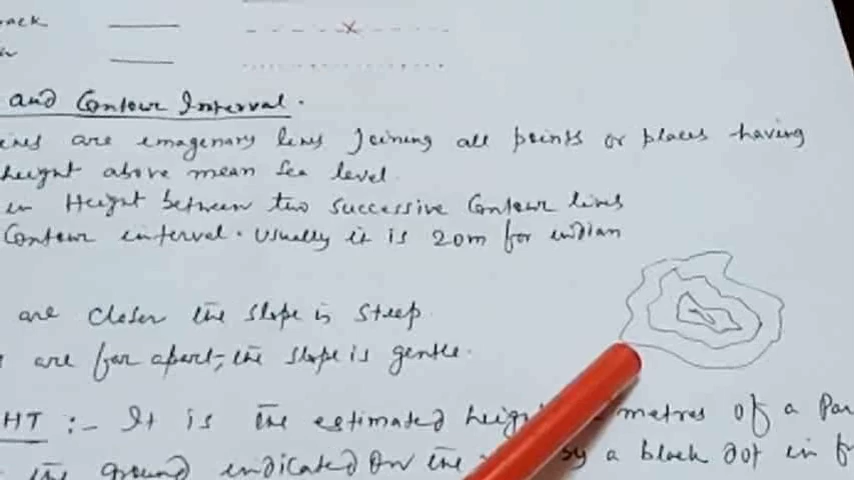 and Contour Interval.
are emagenary lines Joining all points or places having
height above mean Sea level.
in Height between two successive Contour lines
Contour interval. Usually it is 20m for indian
are closer the slope is steep
are far apart, the slope is gentle.
HT :- It is the estimated metres of a
the ground indicated on the by a black dot in